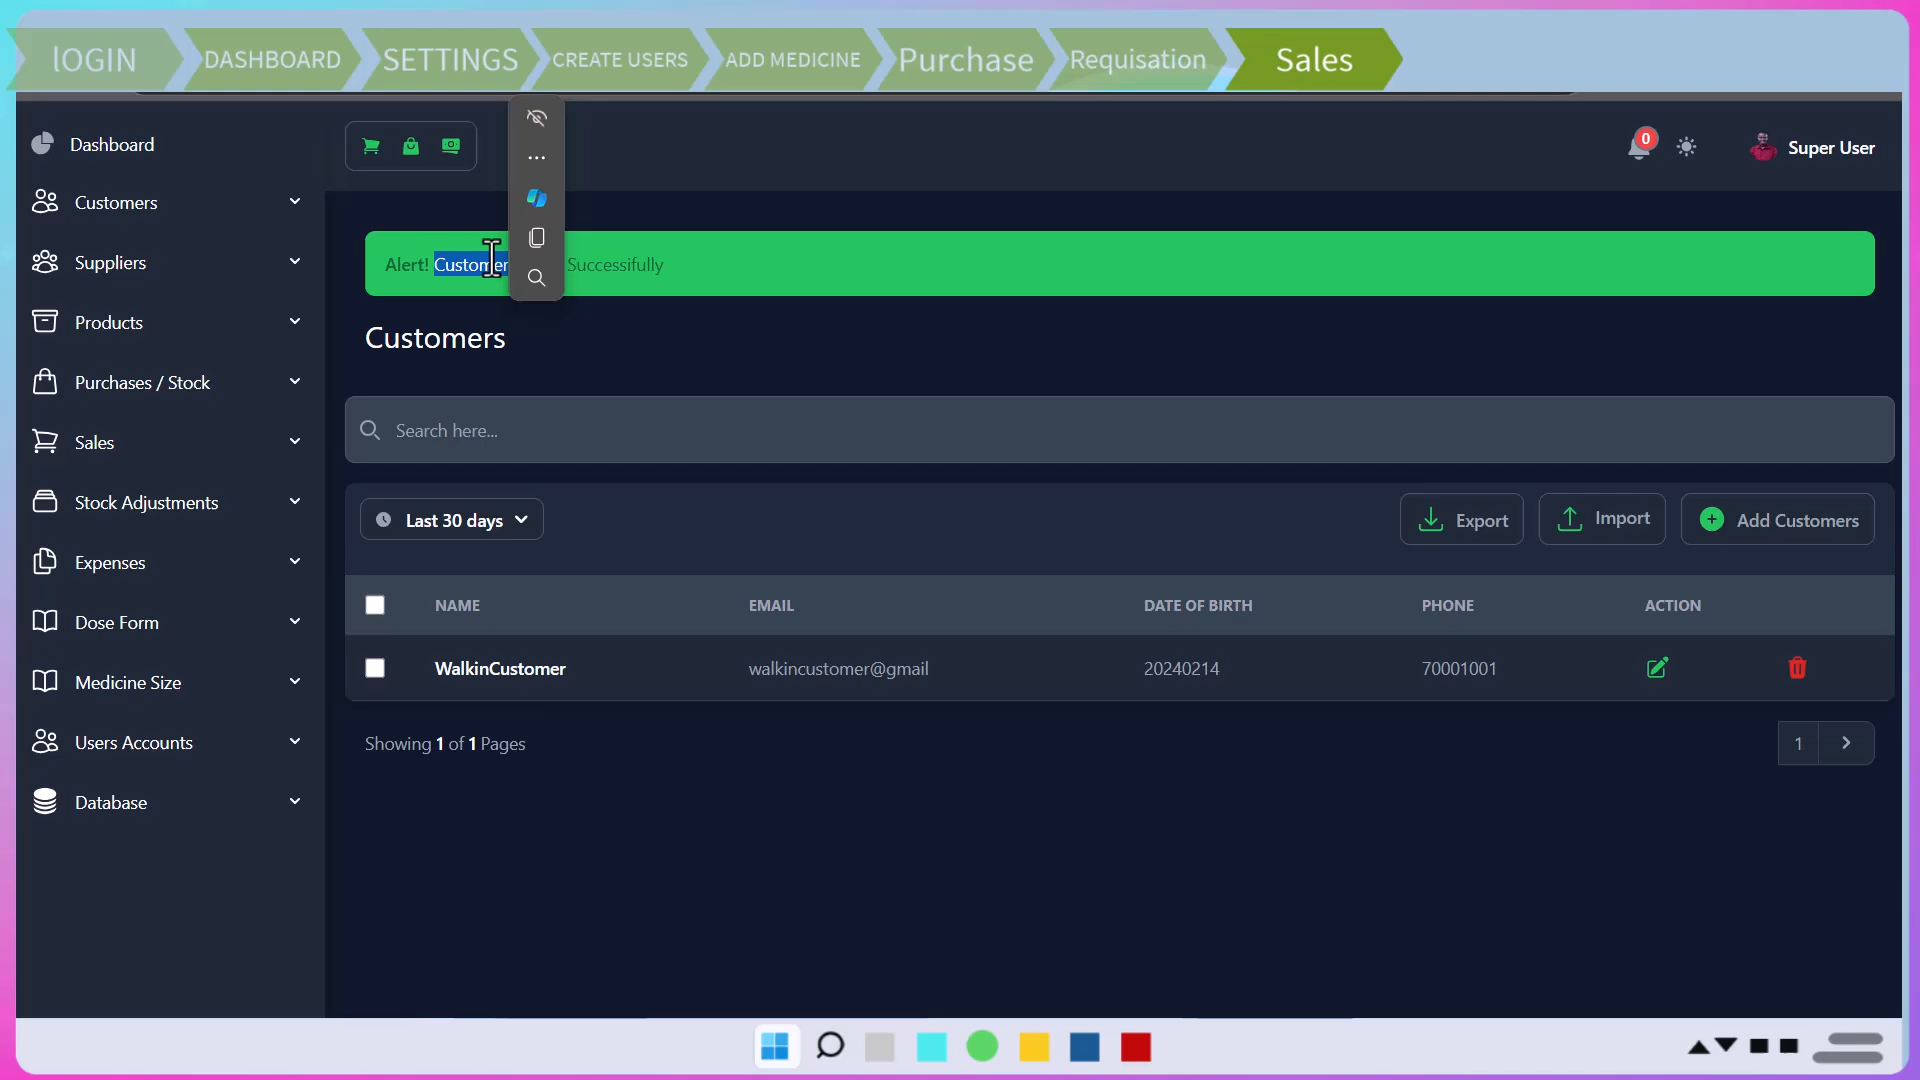 lOGIN
DASHBOARD
SETTINGS
CREATE USERS
ADD MEDICINE
Purchase
Requisation
Sales
0
Super User
Dashboard
Customers
Suppliers
Products
Purchases / Stock
Sales
Stock Adjustments
Expenses
Dose Form
Medicine Size
Users Accounts
Database
Alert! Customer Successifully
Customers
Search here...
Last 30 days
Export
Import
Add Customers
NAME EMAIL DATE OF BIRTH PHONE ACTION
WalkinCustomer walkincustomer@gmail 20240214 70001001
Showing 1 of 1 Pages
1